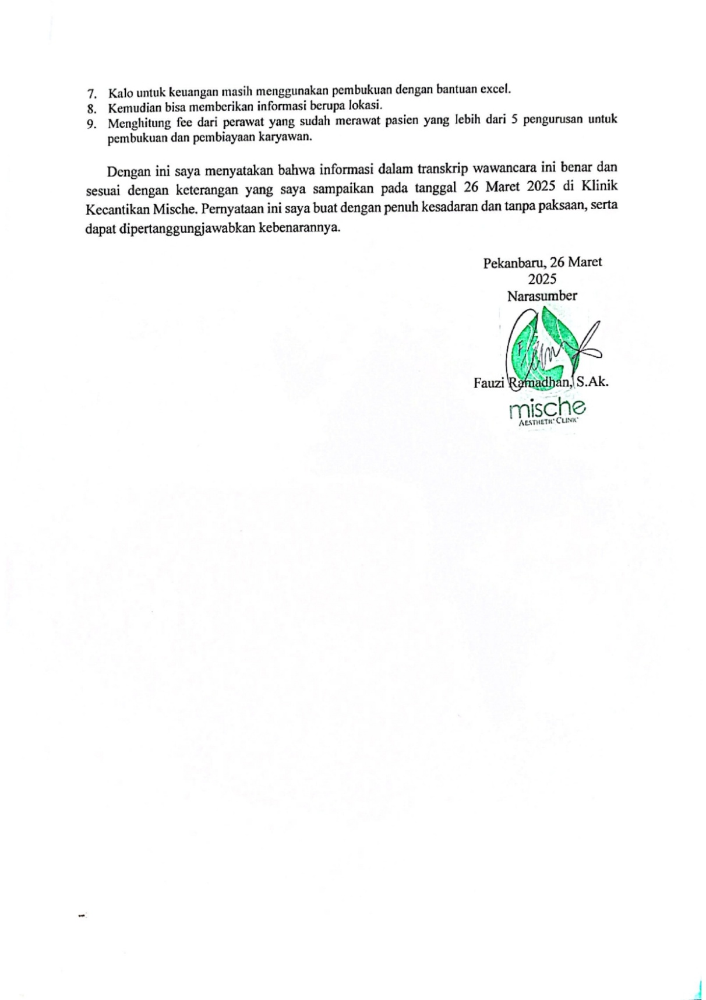 7. Kalo untuk keuangan masih menggunakan pembukuan dengan bantuan excel.
8. Kemudian bisa memberikan informasi berupa lokasi.
9. Menghitung fee dari perawat yang sudah merawat pasien yang lebih dari 5 pengurusan untuk
pembukuan dan pembiayaan karyawan.
Dengan ini saya menyatakan bahwa informasi dalam transkrip wawancara ini benar dan
sesuai dengan keterangan yang saya sampaikan pada tanggal 26 Maret 2025 di Klinik
Kecantikan Mische. Pernyataan ini saya buat dengan penuh kesadaran dan tanpa paksaan, serta
dapat dipertanggungjawabkan kebenarannya.
Pekanbaru, 26 Maret
2025
Narasumber
Fauzi Ramadhan, S.Ak.
mische
AESTHETIC CLINIC